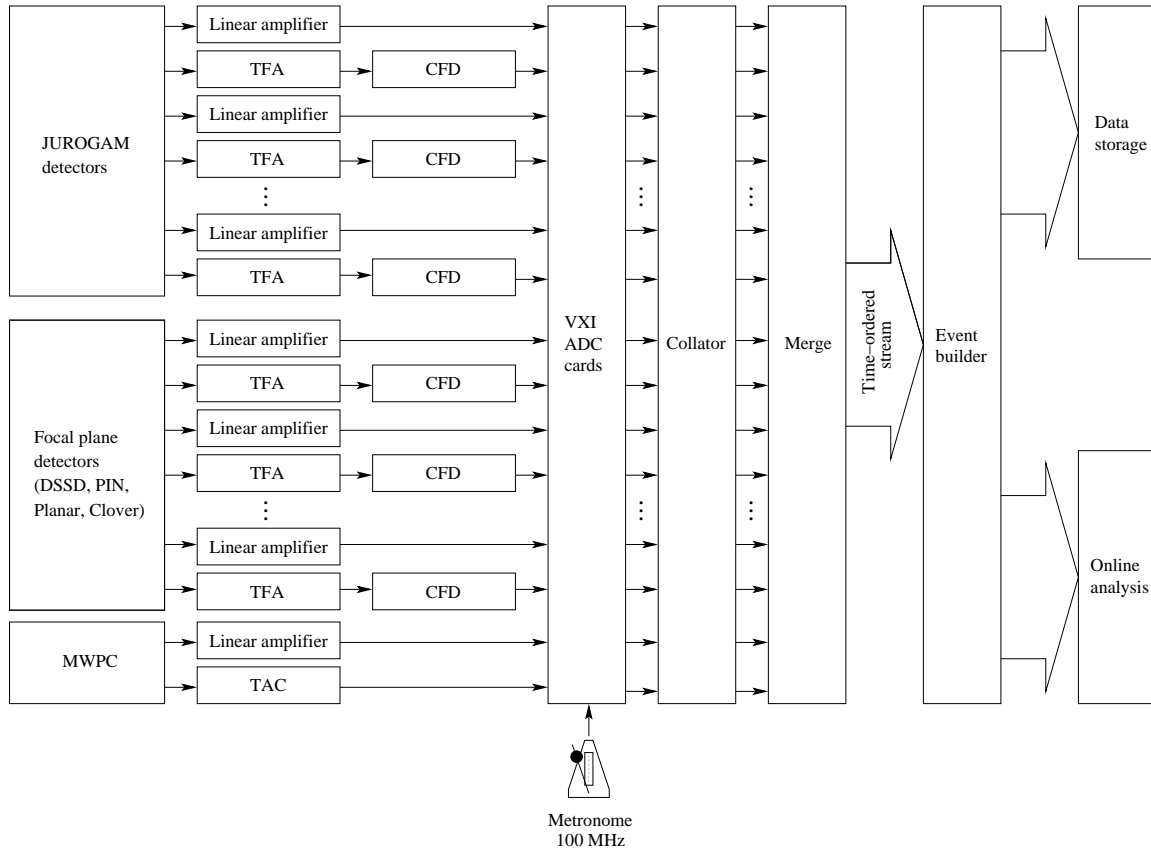 JUROGAM
detectors
Linear amplifier
TFA
CFD
Linear amplifier
TFA
CFD
Linear amplifier
TFA
CFD
Focal plane
detectors
(DSSD, PIN,
Planar, Clover)
Linear amplifier
TFA
CFD
Linear amplifier
TFA
CFD
Linear amplifier
TFA
CFD
MWPC
Linear amplifier
TAC
VXI
ADC
cards
Metronome
100 MHz
Collator
Merge
Time−ordered
stream
Event
builder
Data
storage
Online
analysis